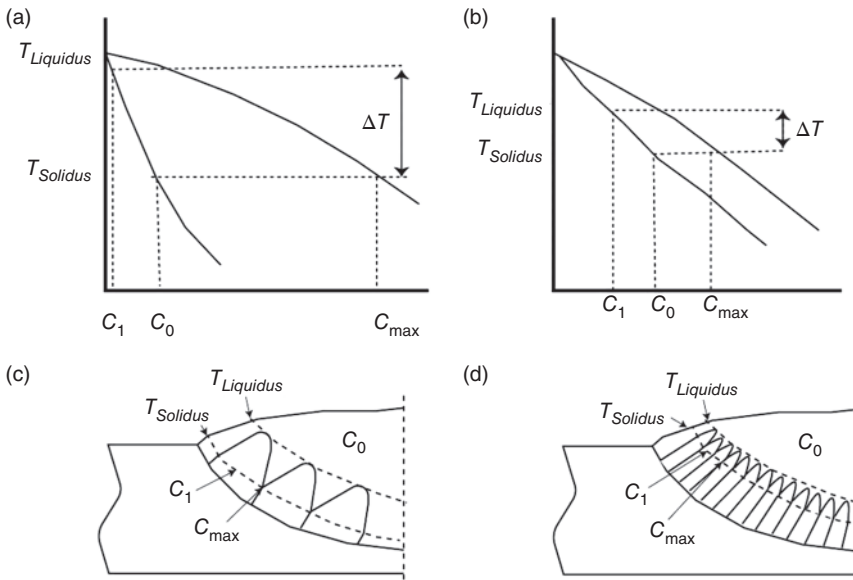 (a)
T_Liquidus
ΔT
T_Solidus
C_1 C_0 C_max
(b)
T_Liquidus
ΔT
T_Solidus
C_1 C_0 C_max
(c)
T_Liquidus
T_Solidus
C_0
C_1
C_max
(d)
T_Liquidus
T_Solidus
C_0
C_1
C_max